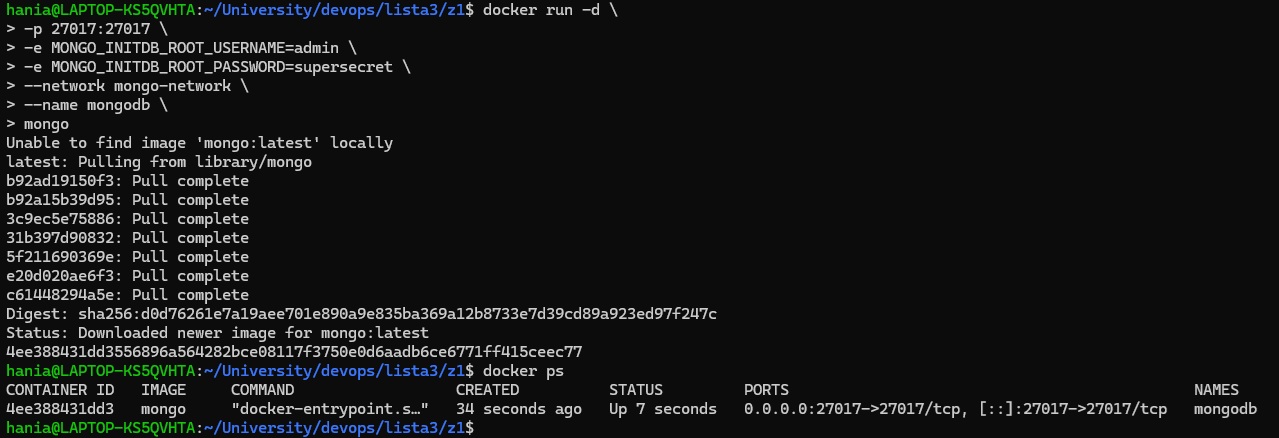 hania@LAPTOP-KS5QVHTA:~/University/devops/lista3/z1$ docker run -d \
> -p 27017:27017 \
> -e MONGO_INITDB_ROOT_USERNAME=admin \
> -e MONGO_INITDB_ROOT_PASSWORD=supersecret \
> --network mongo-network \
> --name mongodb \
> mongo
Unable to find image 'mongo:latest' locally
latest: Pulling from library/mongo
b92ad19150f3: Pull complete
b92a15b39d95: Pull complete
3c9ec5e75886: Pull complete
31b397d90832: Pull complete
5f211690369e: Pull complete
e20d020ae6f3: Pull complete
c61448294a5e: Pull complete
Digest: sha256:d0d76261e7a19aee701e890a9e835ba369a12b8733e7d39cd89a923ed97f247c
Status: Downloaded newer image for mongo:latest
4ee388431dd3556896a564282bce08117f3750e0d6aadb6ce6771ff415ceec77
hania@LAPTOP-KS5QVHTA:~/University/devops/lista3/z1$ docker ps
CONTAINER ID   IMAGE     COMMAND                  CREATED          STATUS         PORTS                                             NAMES
4ee388431dd3   mongo     "docker-entrypoint.s…"   34 seconds ago   Up 7 seconds   0.0.0.0:27017->27017/tcp, [::]:27017->27017/tcp   mongodb
hania@LAPTOP-KS5QVHTA:~/University/devops/lista3/z1$